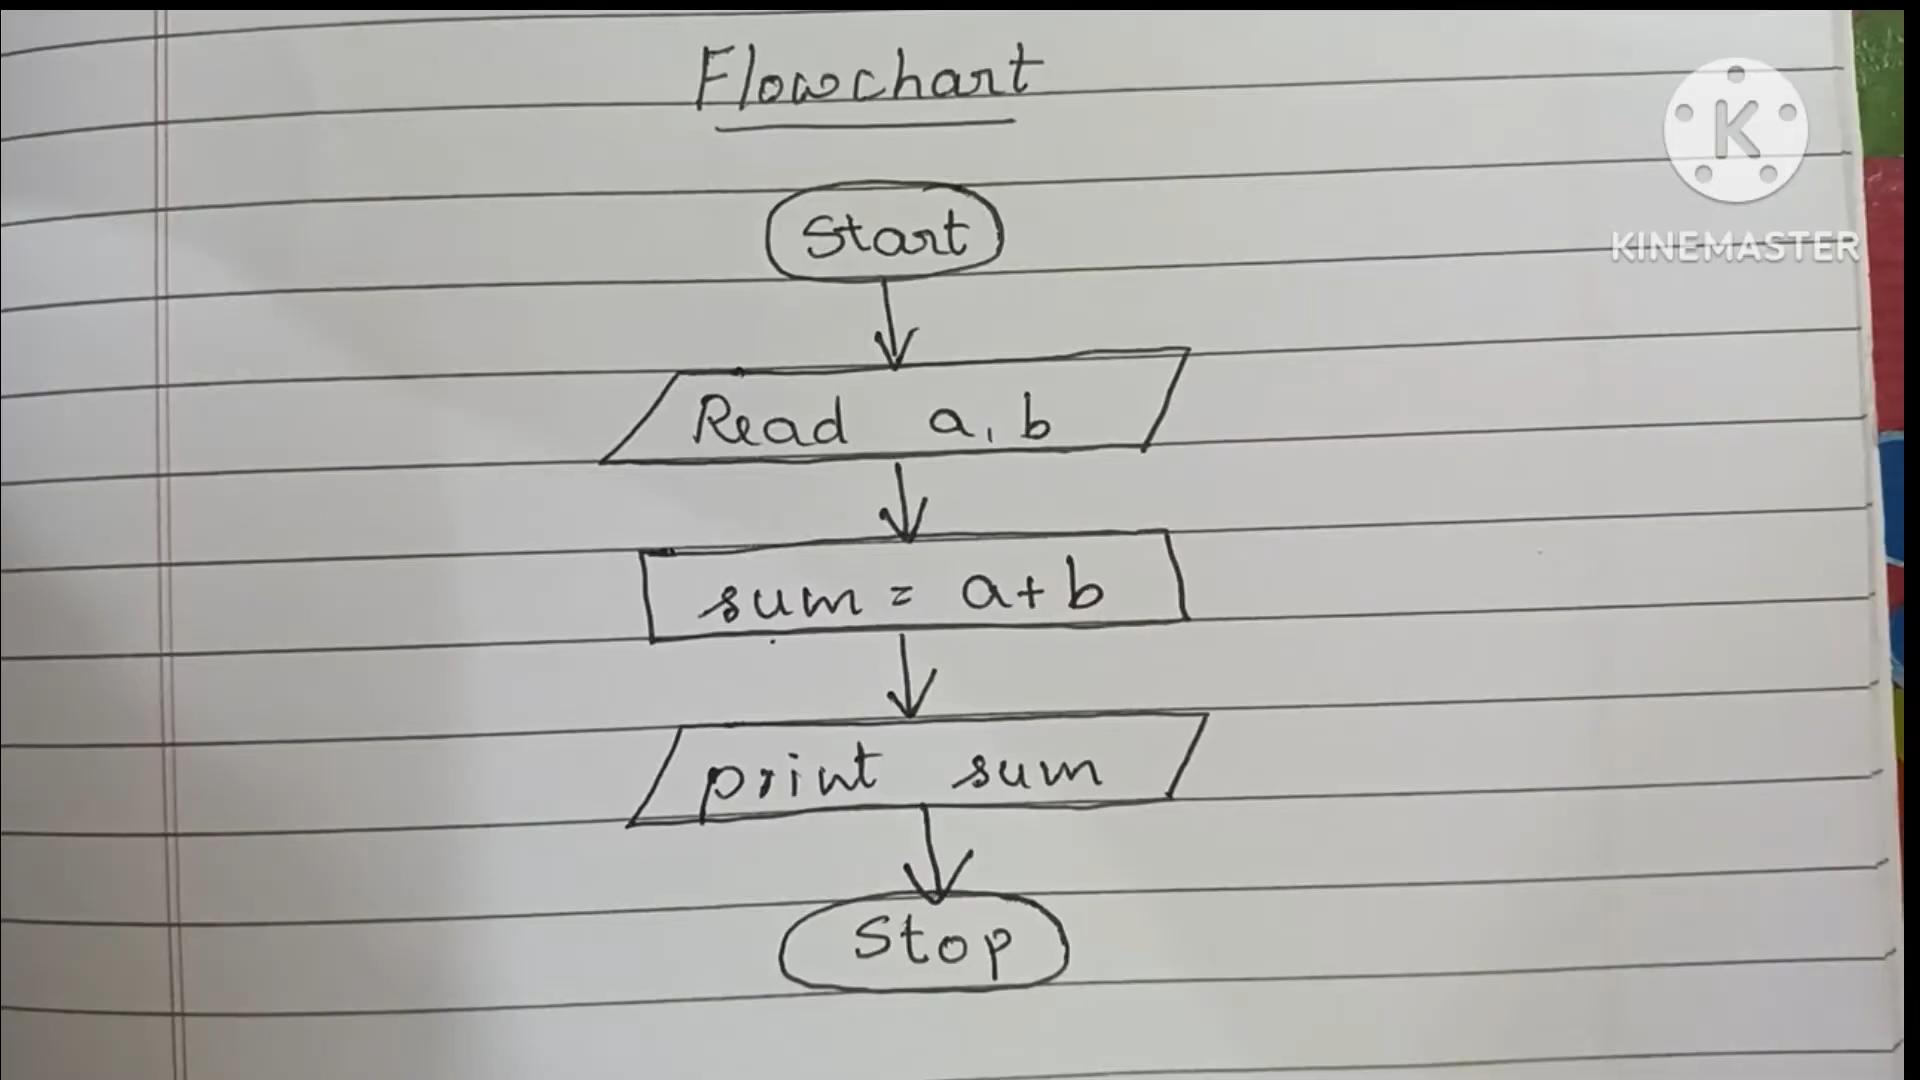 Flowchart
Start
K
KINEMASTER
Read a, b
sum = a+b
print sum
Stop